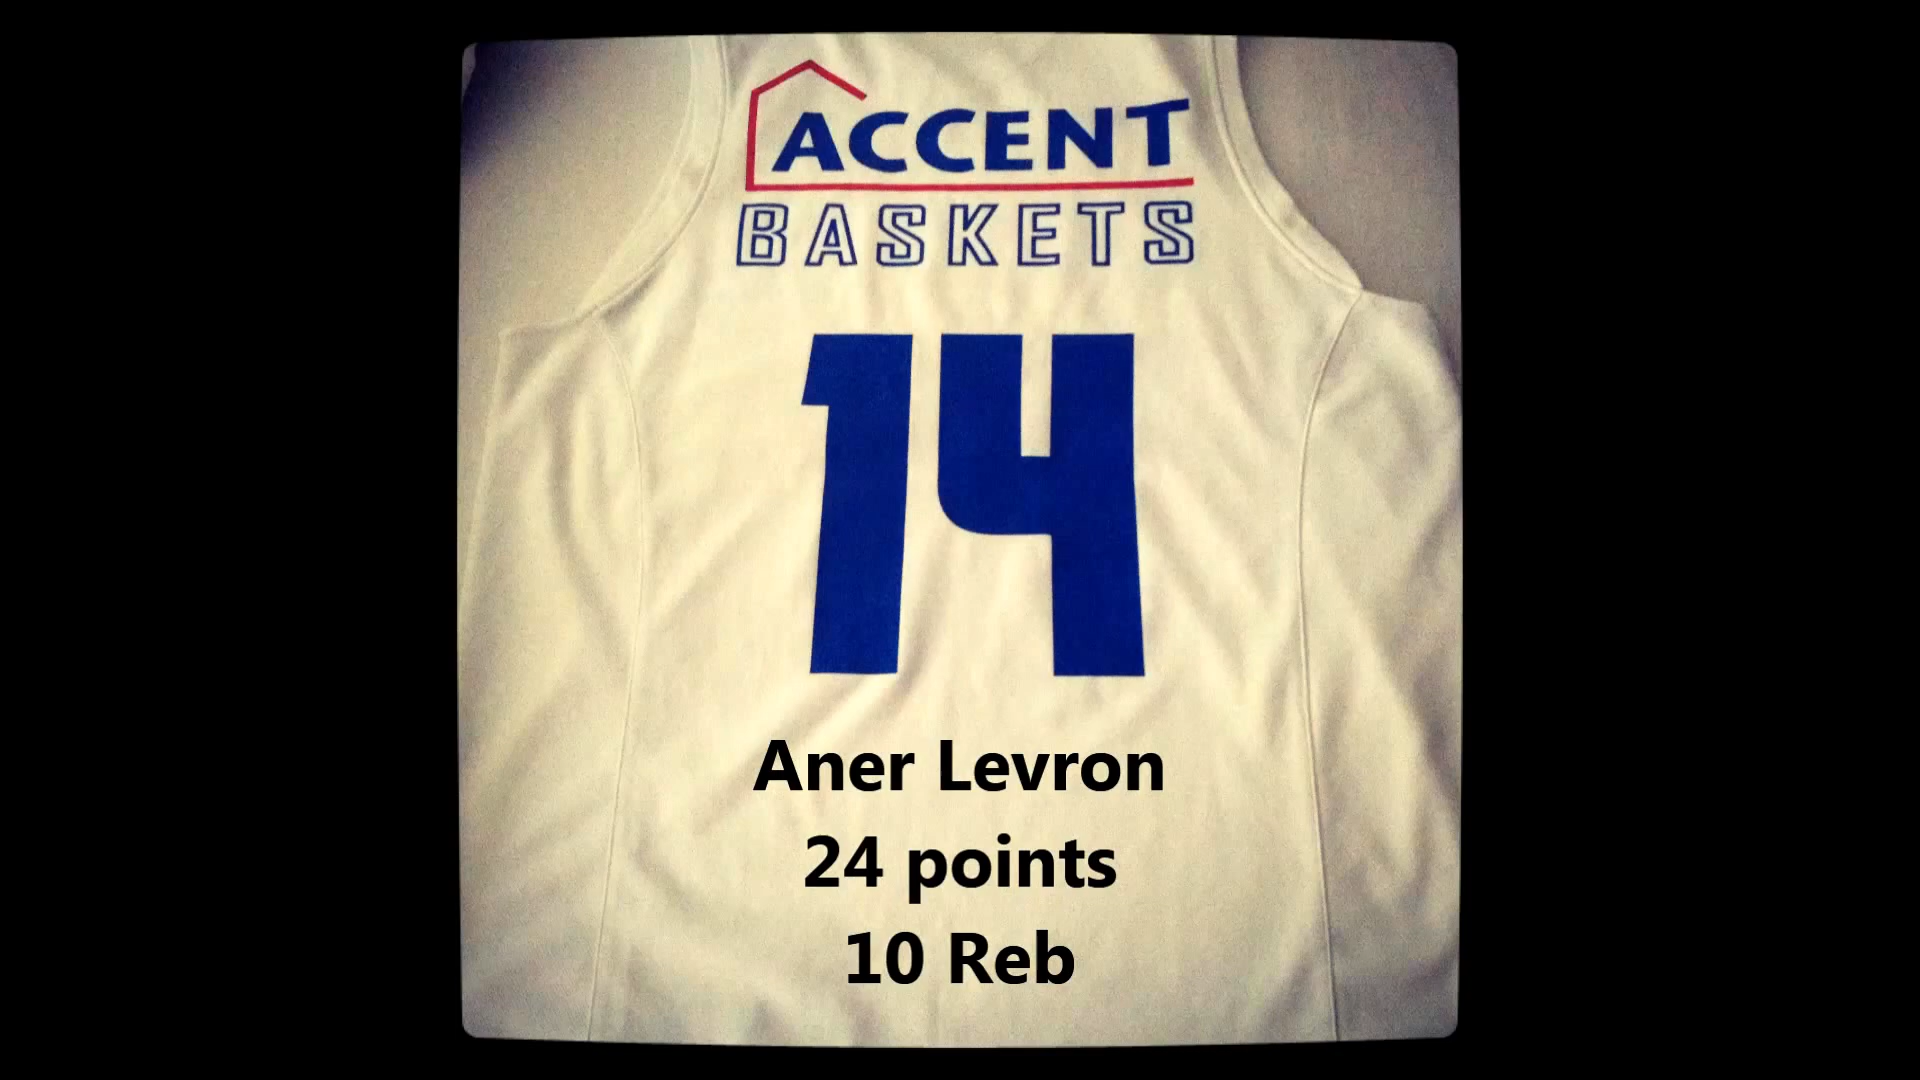 ACCENT
BASKETS
14
Aner Levron
24 points
10 Reb